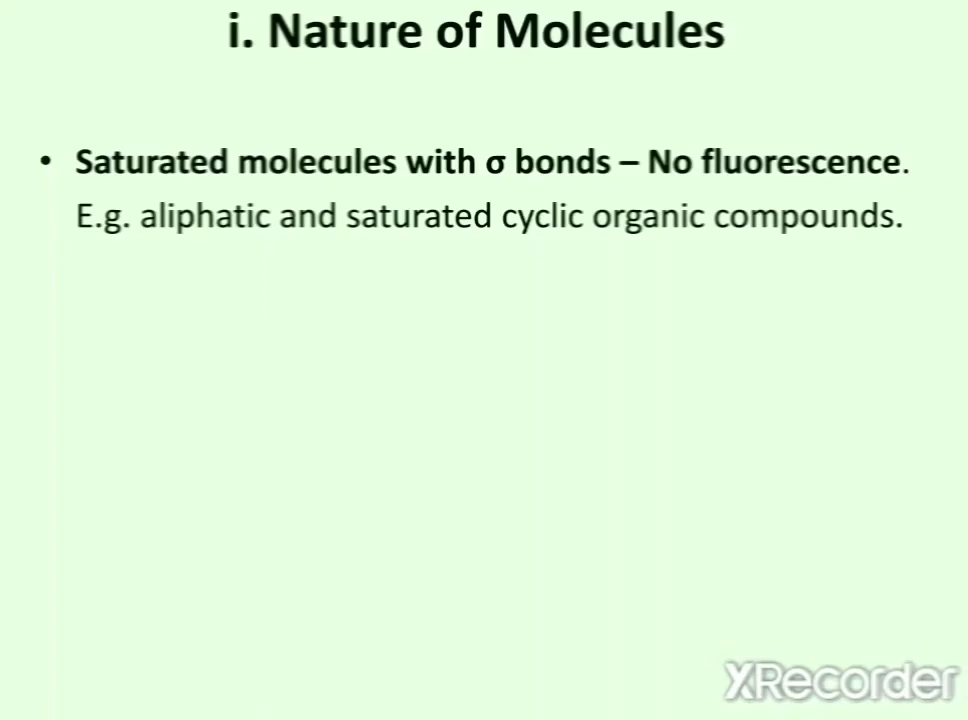 i. Nature of Molecules
• Saturated molecules with σ bonds – No fluorescence.
E.g. aliphatic and saturated cyclic organic compounds.
XRecorder